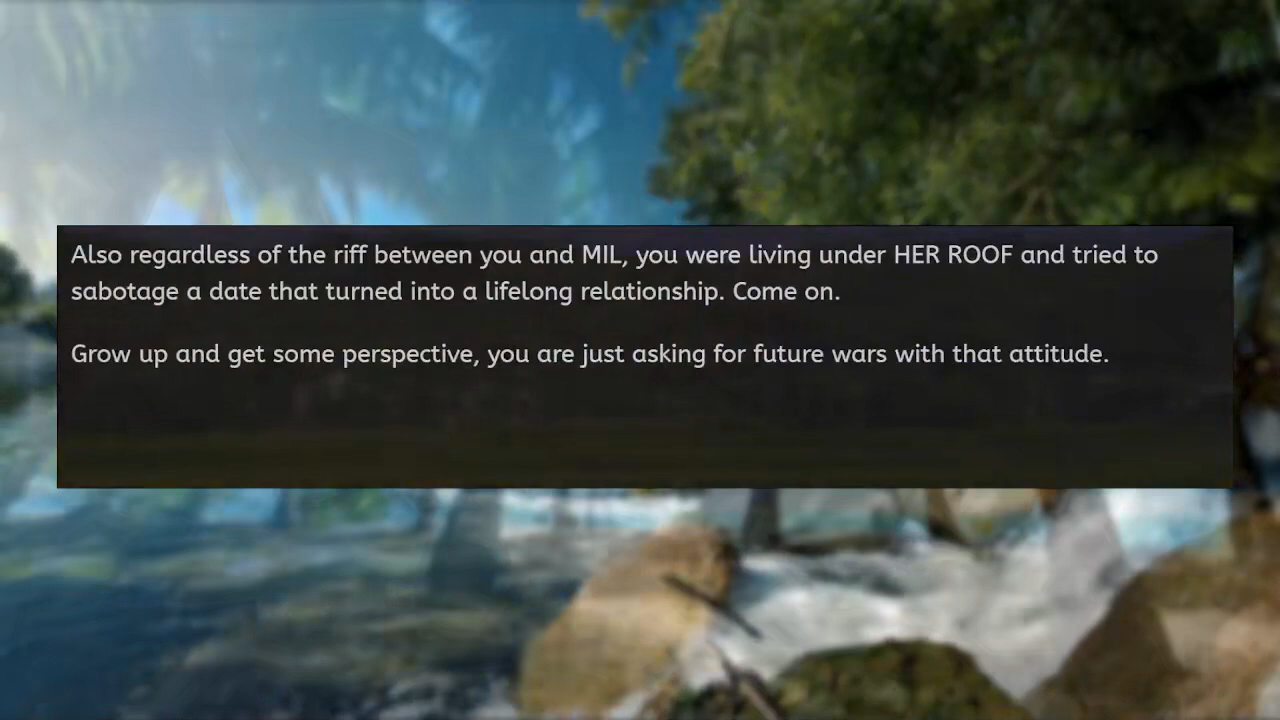 Also regardless of the riff between you and MIL, you were living under HER ROOF and tried to
sabotage a date that turned into a lifelong relationship. Come on.
Grow up and get some perspective, you are just asking for future wars with that attitude.